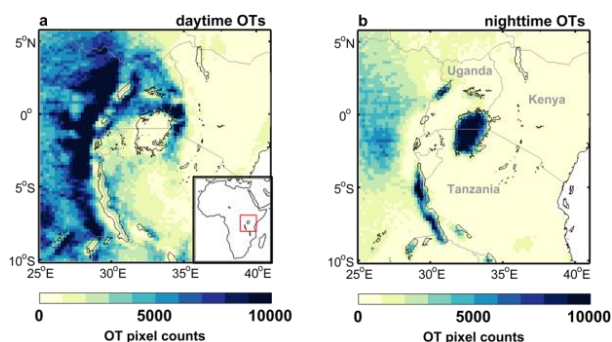 a
daytime OTs
5°N
0°
5°S
10°S
25°E
30°E
35°E
40°E
0
5000
10000
OT pixel counts
b
nighttime OTs
Uganda
Kenya
Tanzania
5°N
0°
5°S
10°S
25°E
30°E
35°E
40°E
0
5000
10000
OT pixel counts